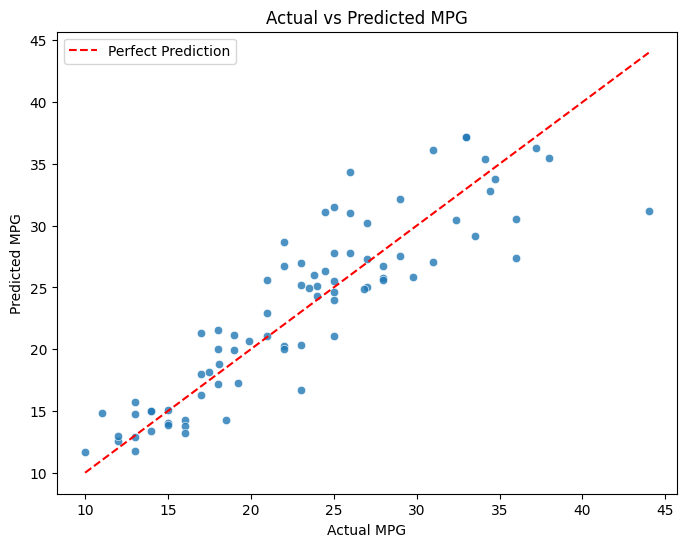 Actual vs Predicted MPG
Perfect Prediction
Predicted MPG
45
40
35
30
25
20
15
10
10 15 20 25 30 35 40 45
Actual MPG